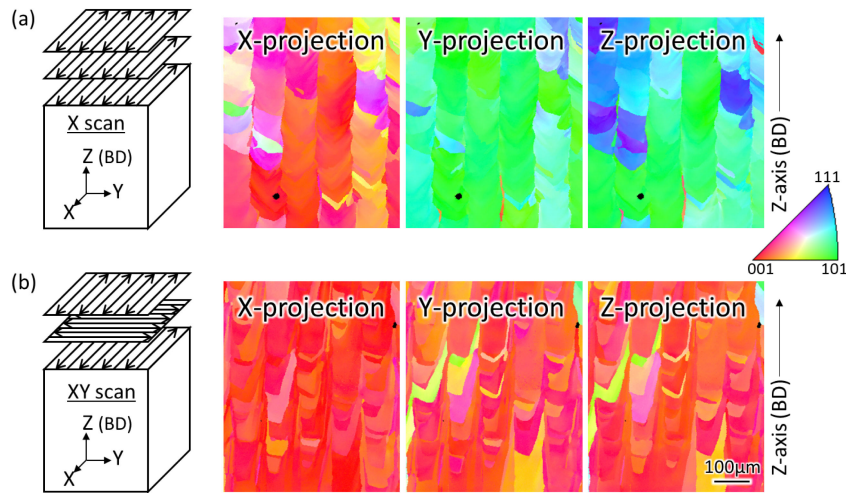 (a)
X-projection
Y-projection
Z-projection
X scan
Z (BD)
X
Y
Z-axis (BD)
111
001
101
(b)
X-projection
Y-projection
Z-projection
XY scan
Z (BD)
X
Y
Z-axis (BD)
100μm